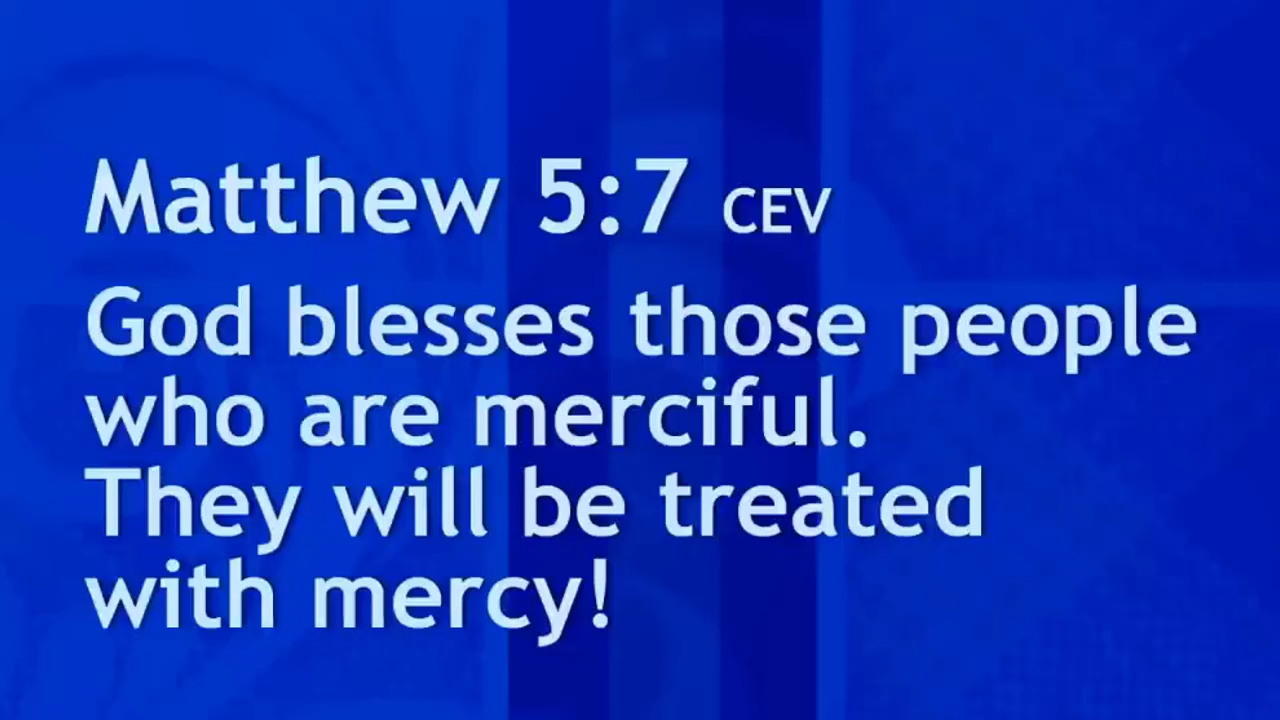 Matthew 5:7 CEV
God blesses those people
who are merciful.
They will be treated
with mercy!